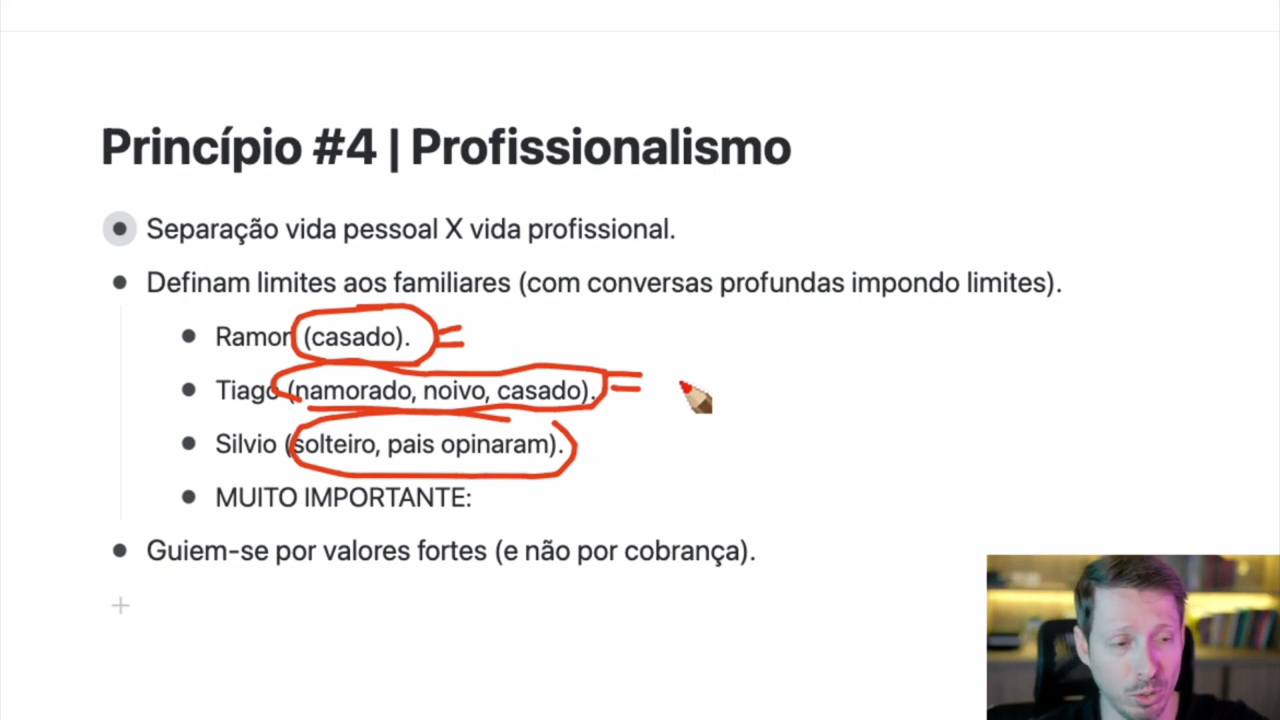 Princípio #4 | Profissionalismo
Separação vida pessoal X vida profissional.
Definam limites aos familiares (com conversas profundas impondo limites).
Ramon (casado).
Tiago (namorado, noivo, casado).
Silvio (solteiro, pais opinaram).
MUITO IMPORTANTE:
Guiem-se por valores fortes (e não por cobrança).